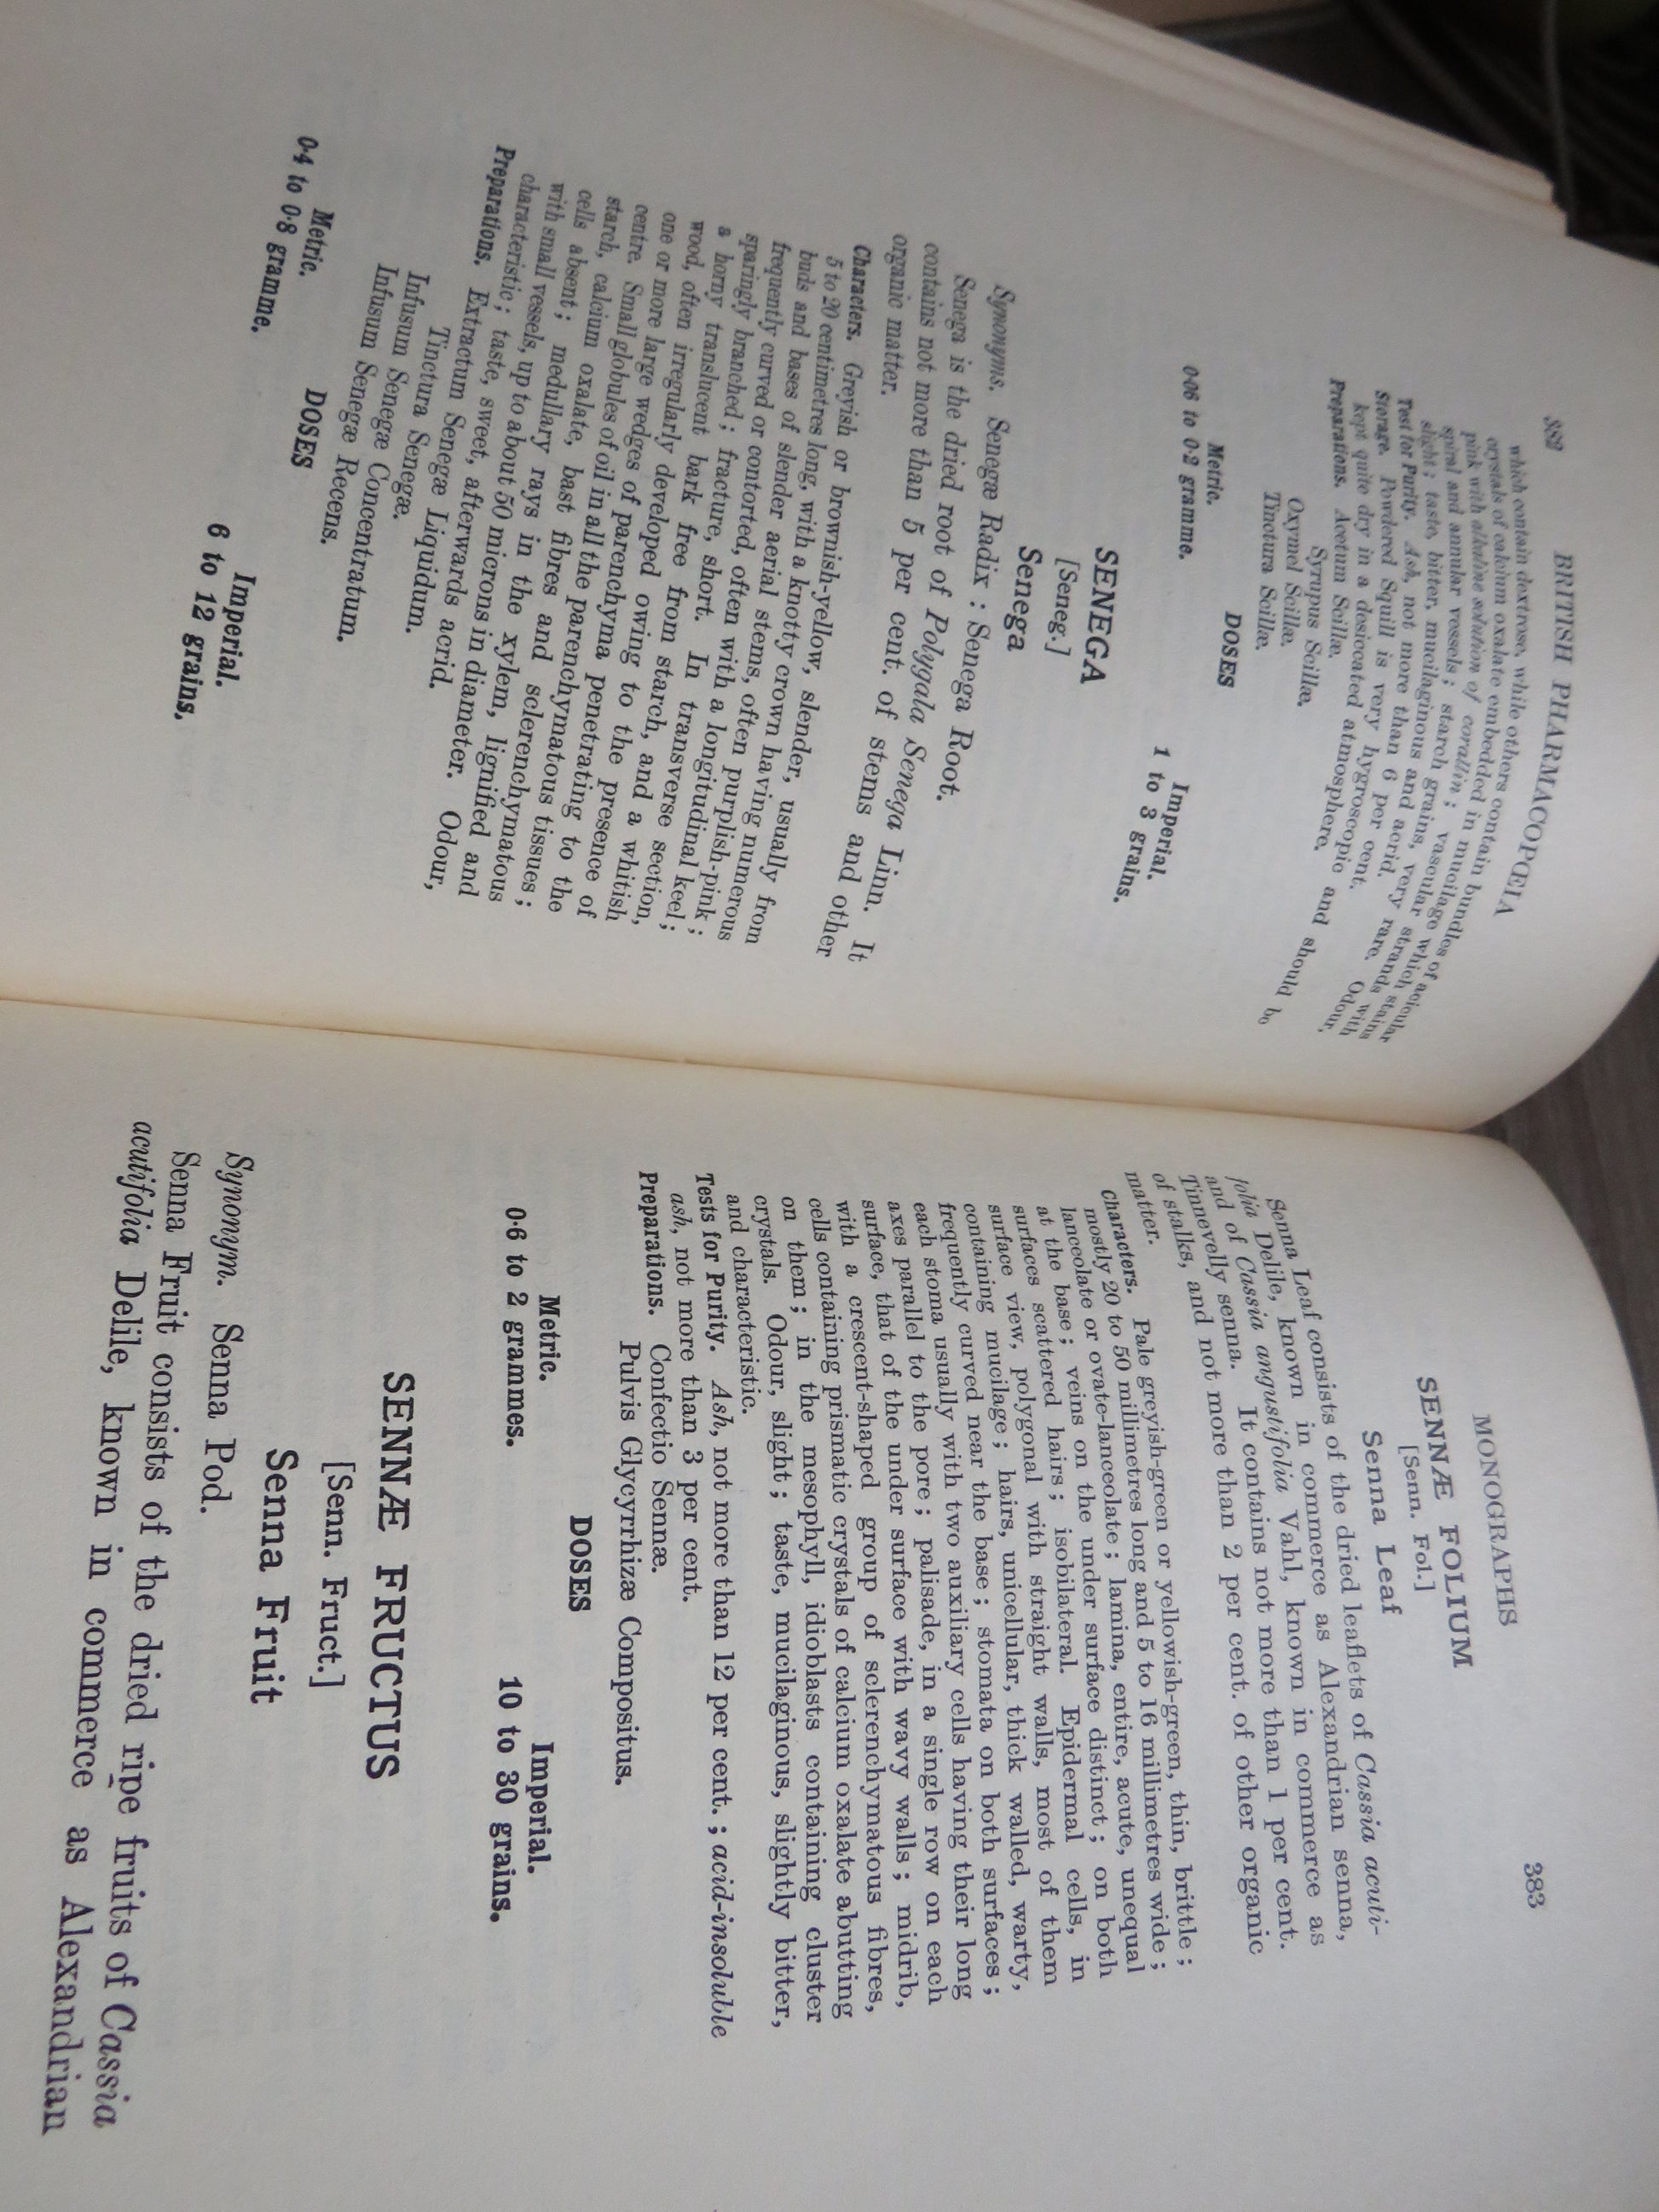 382 BRITISH PHARMACOPŒIA
which contain dextrose, while others contain bundles of acicular
crystals of calcium oxalate embedded in mucilage which stains
pink with alkaline solution of corallin; vascular strands with
spiral and annular vessels; starch grains, very rare. Odour,
slight; taste, bitter, mucilaginous and acrid.
Test for Purity. Ash, not more than 6 per cent.
Storage. Powdered Squill is very hygroscopic and should be
kept quite dry in a desiccated atmosphere.
Preparations. Acetum Scillæ.
Syrupus Scillæ.
Oxymel Scillæ.
Tinctura Scillæ.
DOSES
Metric. Imperial.
0·06 to 0·2 gramme. 1 to 3 grains.
SENEGA
[Seneg.]
Senega
Synonyms. Senegæ Radix : Senega Root.
Senega is the dried root of Polygala Senega Linn. It
contains not more than 5 per cent. of stems and other
organic matter.
Characters. Greyish or brownish-yellow, slender, usually from
5 to 20 centimetres long, with a knotty crown having numerous
buds and bases of slender aerial stems, often purplish-pink ;
frequently curved or contorted, often with a longitudinal keel ;
sparingly branched ; fracture, short. In transverse section,
a horny translucent bark free from starch, and a whitish
wood, often irregularly developed owing to the presence of
one or more large wedges of parenchyma penetrating to the
centre. Small globules of oil in all the parenchymatous tissues ;
starch, calcium oxalate, bast fibres and sclerenchymatous
cells absent ; medullary rays in the xylem, lignified and
with small vessels, up to about 50 microns in diameter. Odour,
characteristic ; taste, sweet, afterwards acrid.
Preparations. Extractum Senegæ Liquidum.
Tinctura Senegæ.
Infusum Senegæ Concentratum.
Infusum Senegæ Recens.
DOSES
Metric. Imperial.
0·4 to 0·8 gramme. 6 to 12 grains.
MONOGRAPHS 383
SENNÆ FOLIUM
[Senn. Fol.]
Senna Leaf
Senna Leaf consists of the dried leaflets of Cassia acuti-
folia Delile, known in commerce as Alexandrian senna,
and of Cassia angustifolia Vahl, known in commerce as
Tinnevelly senna. It contains not more than 1 per cent.
of stalks, and not more than 2 per cent. of other organic
matter.
Characters. Pale greyish-green or yellowish-green, thin, brittle ;
mostly 20 to 50 millimetres long and 5 to 16 millimetres wide ;
lanceolate or ovate-lanceolate ; lamina, entire, acute, unequal
at the base ; veins on the under surface distinct ; on both
surfaces scattered hairs ; isobilateral. Epidermal cells, in
surface view, polygonal with straight walls, most of them
containing mucilage ; hairs, unicellular, thick walled, warty,
frequently curved near the base ; stomata on both surfaces ;
each stoma usually with two auxiliary cells having their long
axes parallel to the pore ; palisade, in a single row on each
surface, that of the under surface with wavy walls ; midrib,
with a crescent-shaped group of sclerenchymatous fibres,
cells containing prismatic crystals of calcium oxalate abutting
on them ; in the mesophyll, idioblasts containing cluster
crystals. Odour, slight ; taste, mucilaginous, slightly bitter,
and characteristic.
Tests for Purity. Ash, not more than 12 per cent. ; acid-insoluble
ash, not more than 3 per cent.
Preparations. Confectio Sennæ.
Pulvis Glycyrrhizæ Compositus.
DOSES
Metric. Imperial.
0·6 to 2 grammes. 10 to 30 grains.
SENNÆ FRUCTUS
[Senn. Fruct.]
Senna Fruit
Synonym. Senna Pod.
Senna Fruit consists of the dried ripe fruits of Cassia
acutifolia Delile, known in commerce as Alexandrian